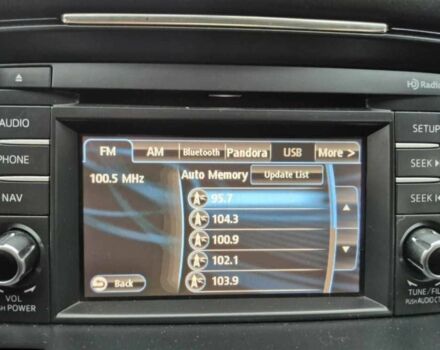 HD Radio
AUDIO
PHONE
NAV
VOL
PUSH POWER
FM AM Bluetooth Pandora USB More >
100.5 MHz Auto Memory Update List
95.7
104.3
100.9
102.1
103.9
Back
SETUP
SEEK
SEEK
TUNE/FIL
PUSH AUDIO